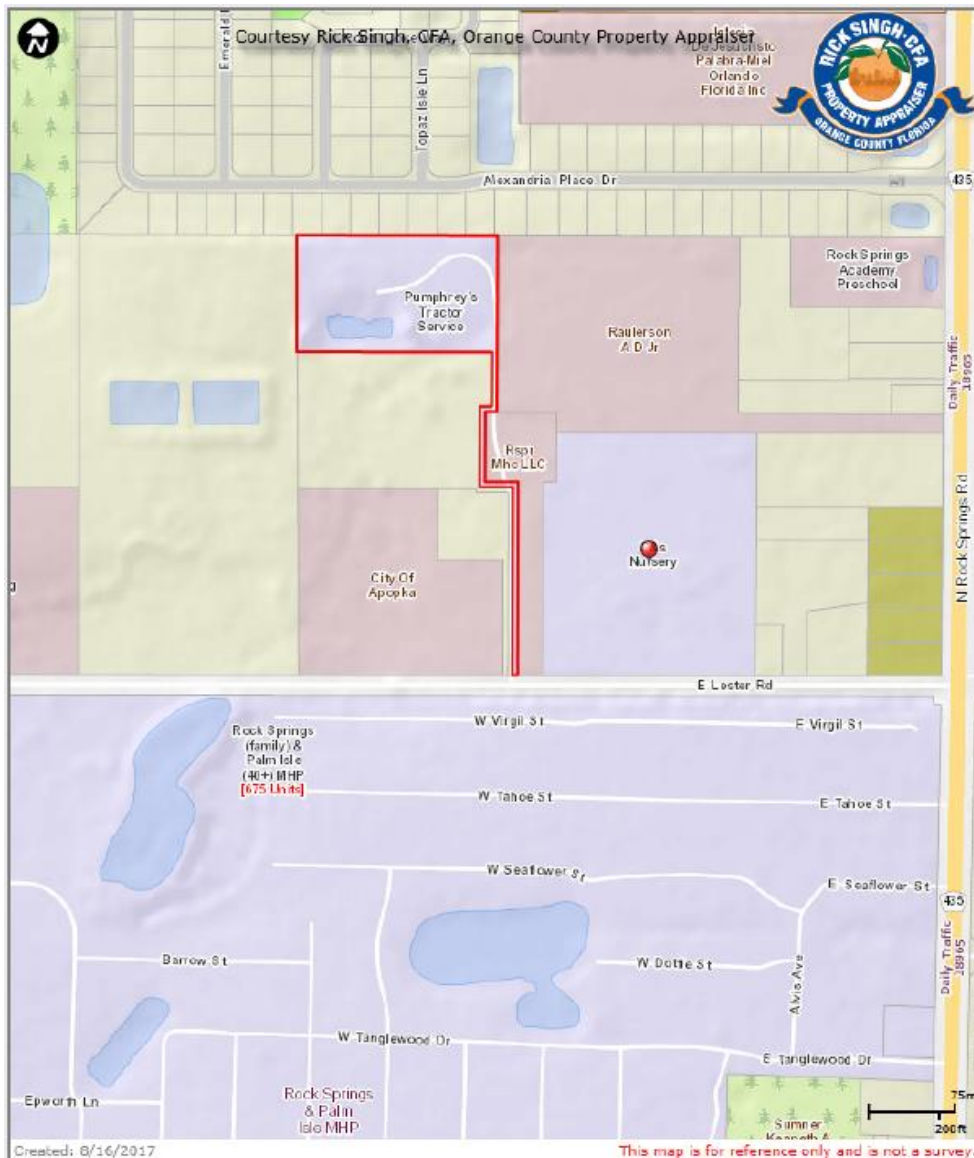 Courtesy Rick Singh, CFA, Orange County Property Appraiser
RICK SINGH, CFA
PROPERTY APPRAISER
ORANGE COUNTY FLORIDA
N
De Jesucristo
Palabra-Miel
Orlando
Florida Inc
Topaz Isle Ln
Alexandria Place Dr
435
Pumphrey's
Tractor
Service
Raulerson
A D Jr
Rock Springs
Academy
Preschool
Daily Traffic
18965
Rspi
Mhc LLC
Nursery
N Rock Springs Rd
City Of
Apopka
E Lester Rd
Rock Springs
(family) &
Palm Isle
(40+) MHP
[675 Units]
W Virgil St
E Virgil St
W Tahoe St
E Tahoe St
W Seaflower St
E Seaflower St
435
Daily Traffic
18965
Barrow St
W Dottie St
Alvis Ave
W Tanglewood Dr
E Tanglewood Dr
Epworth Ln
Rock Springs
& Palm
Isle MHP
Sumner
Kenneth A
75m
200ft
Created: 8/16/2017
This map is for reference only and is not a survey